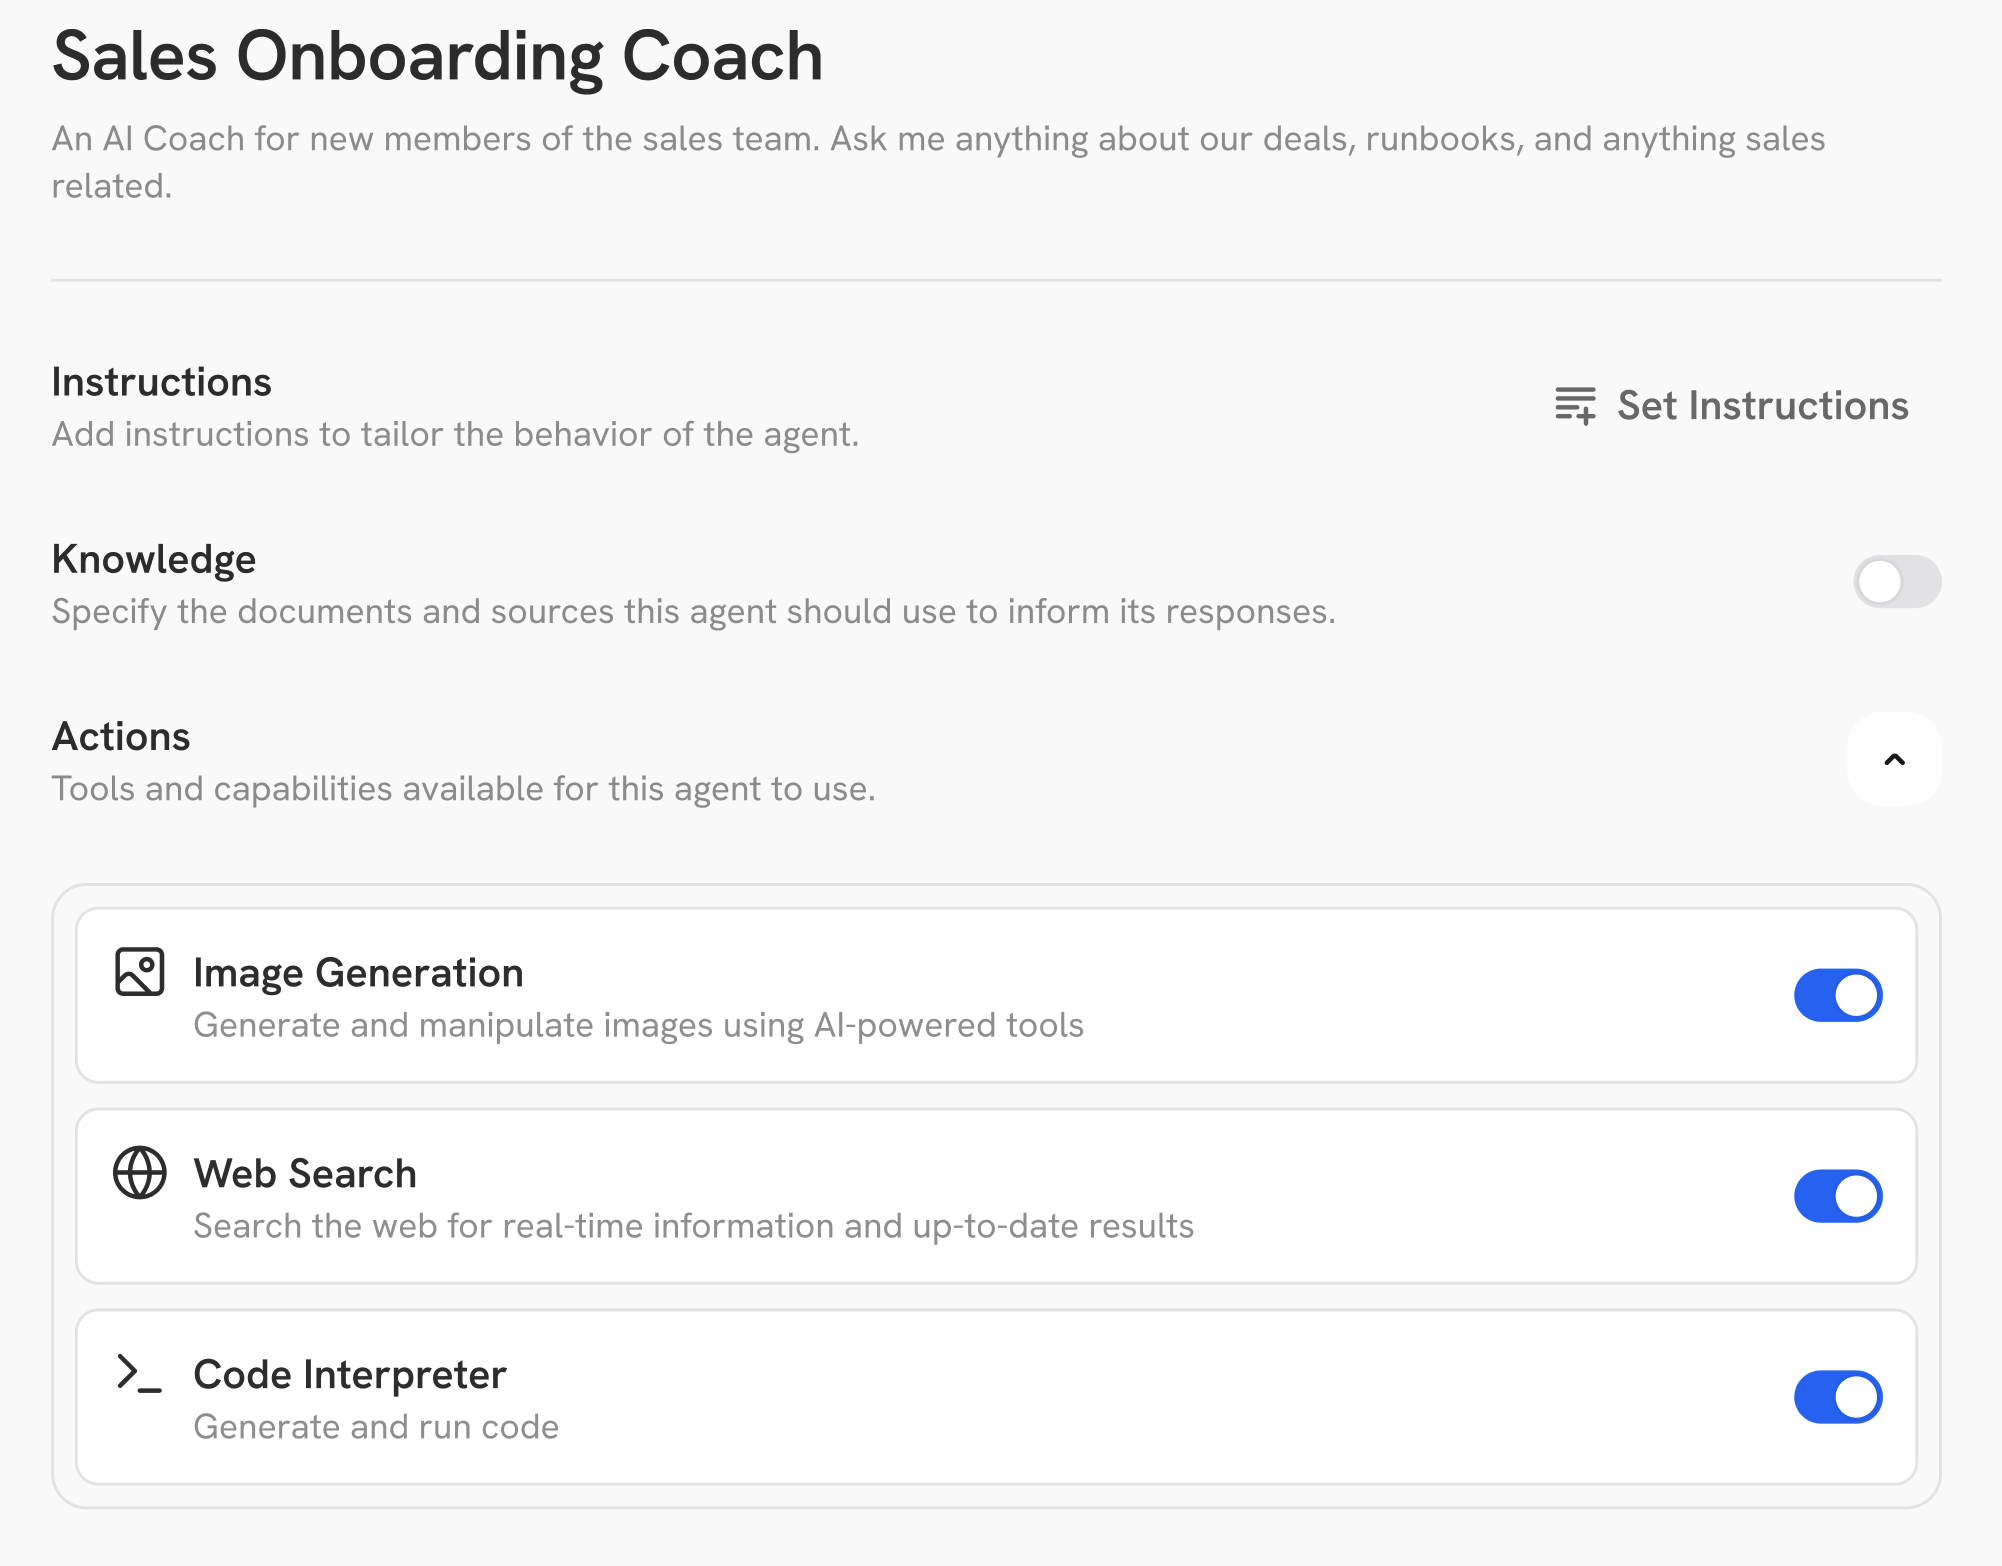 Sales Onboarding Coach
An AI Coach for new members of the sales team. Ask me anything about our deals, runbooks, and anything sales
related.
Instructions
Add instructions to tailor the behavior of the agent.
Set Instructions
Knowledge
Specify the documents and sources this agent should use to inform its responses.
Actions
Tools and capabilities available for this agent to use.
Image Generation
Generate and manipulate images using AI-powered tools
Web Search
Search the web for real-time information and up-to-date results
Code Interpreter
Generate and run code